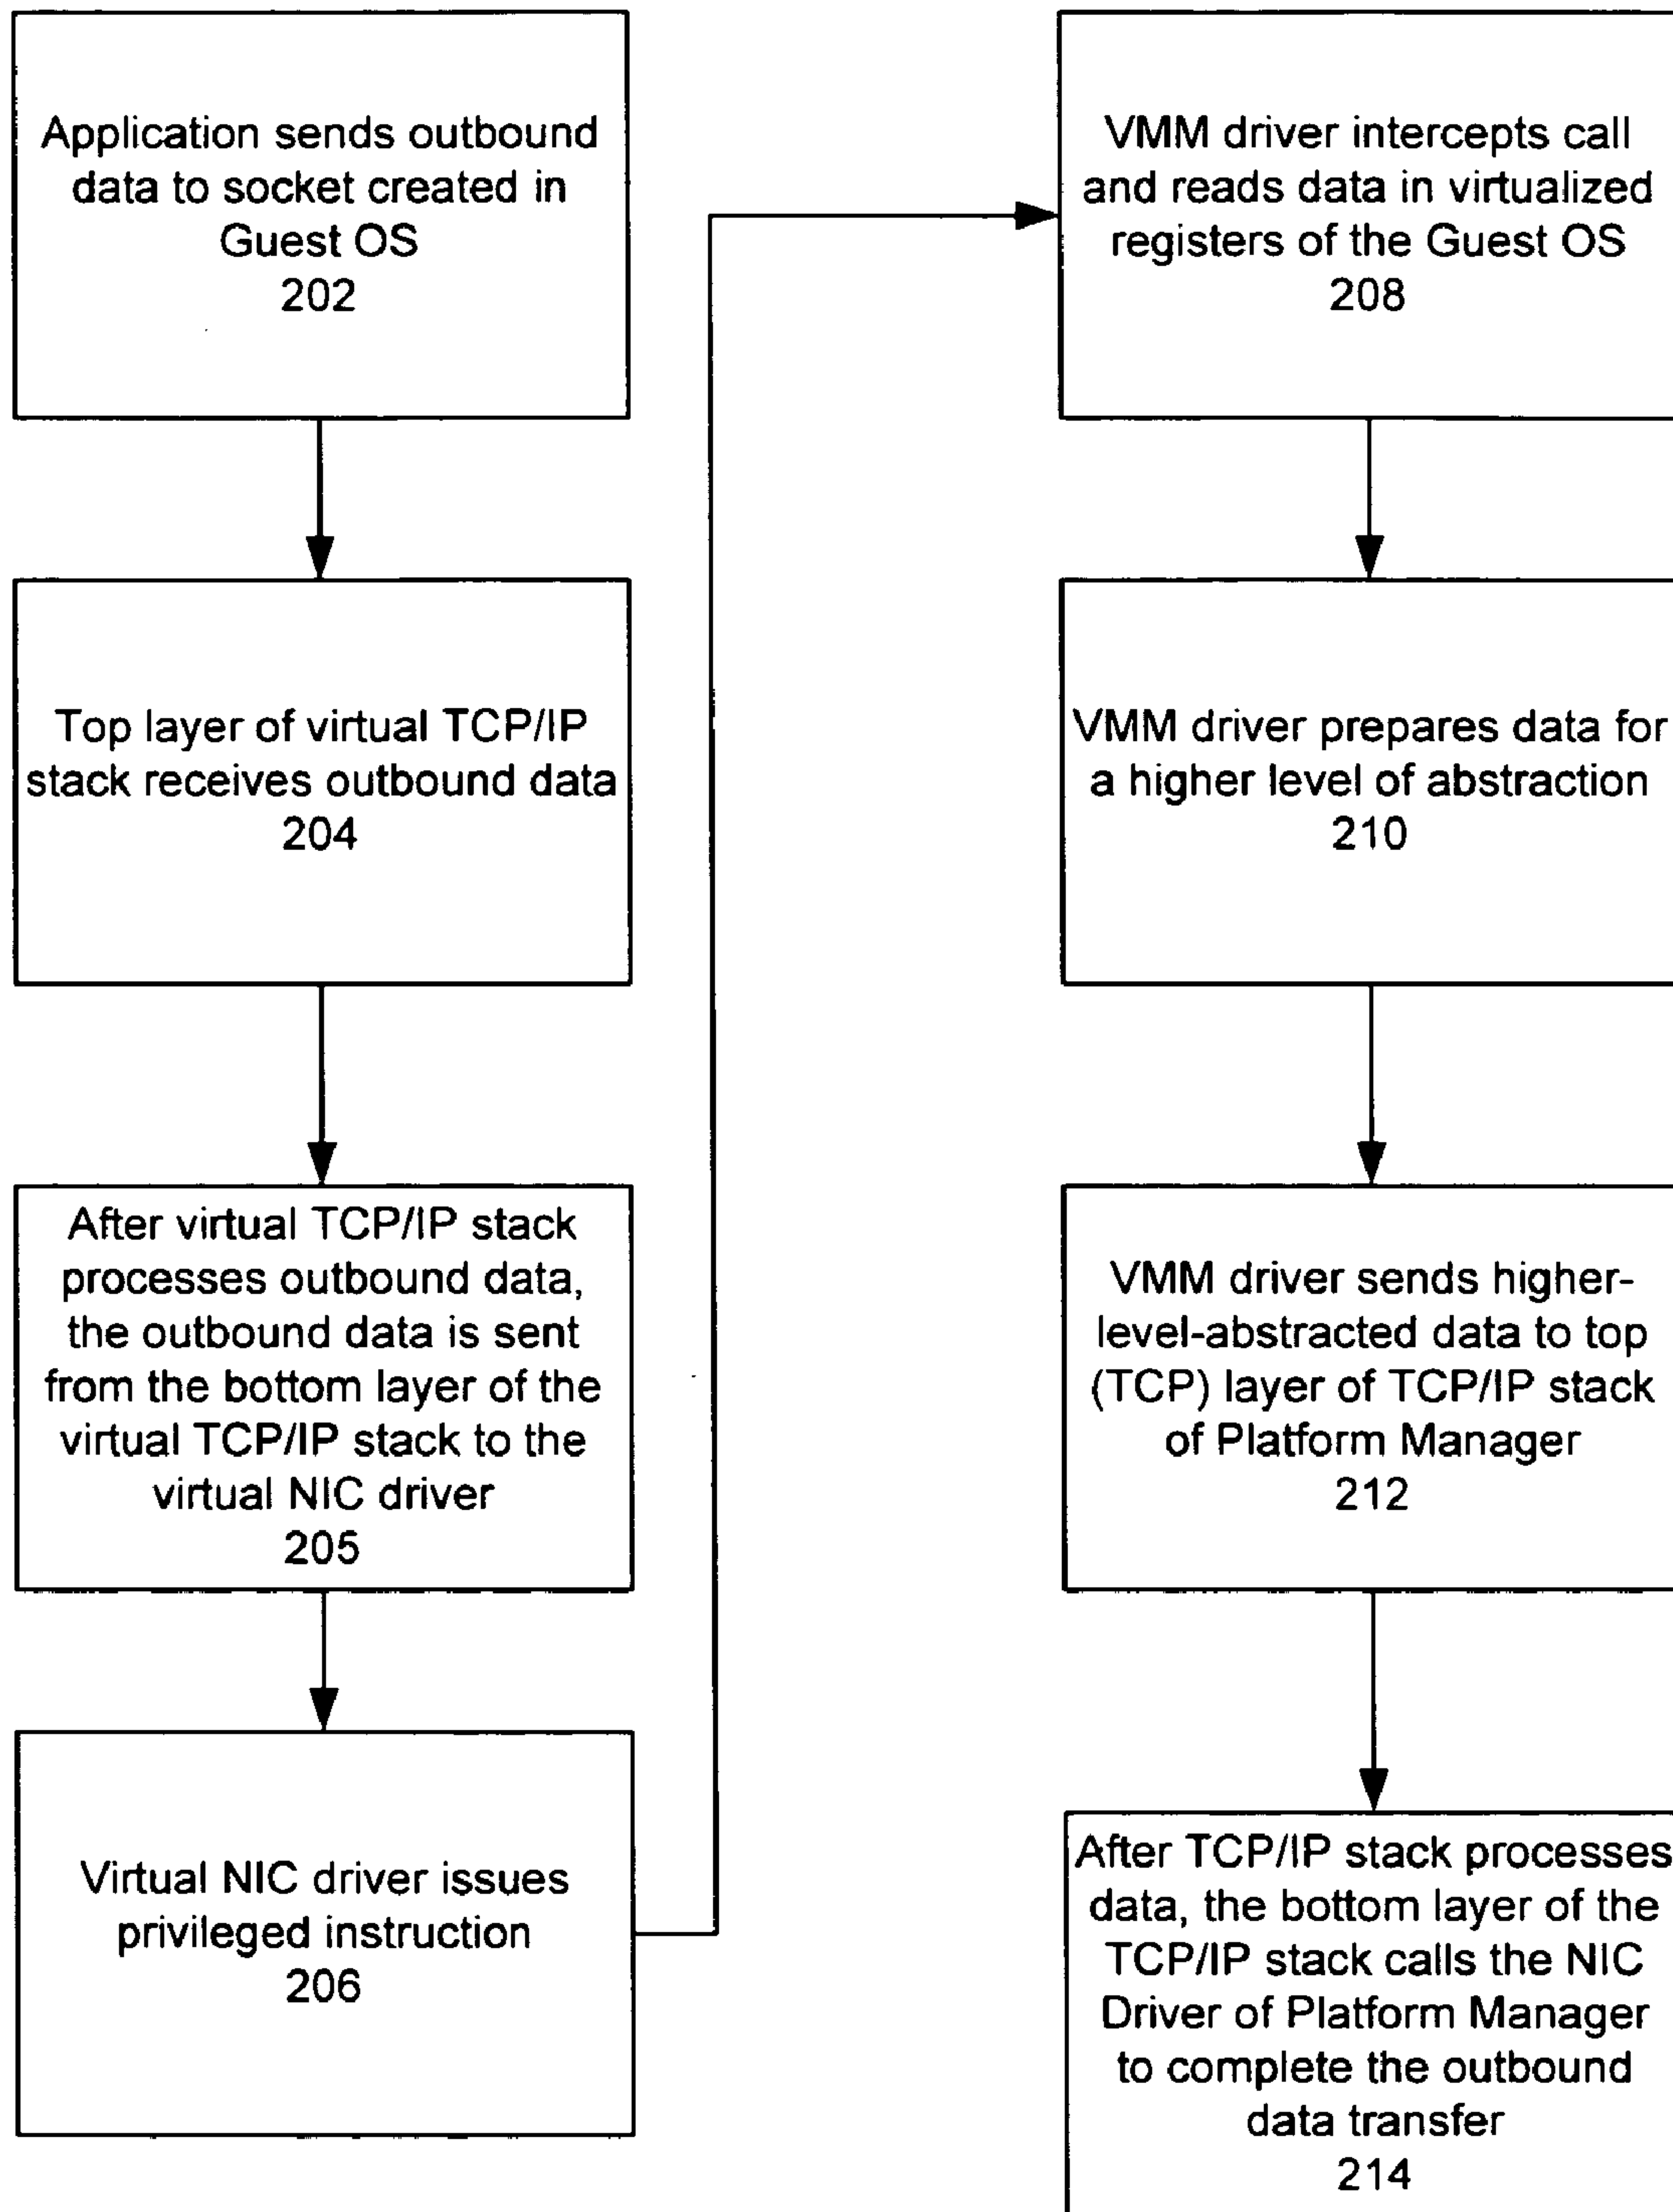 Application sends outbound
data to socket created in
Guest OS
202
Top layer of virtual TCP/IP
stack receives outbound data
204
After virtual TCP/IP stack
processes outbound data,
the outbound data is sent
from the bottom layer of the
virtual TCP/IP stack to the
virtual NIC driver
205
Virtual NIC driver issues
privileged instruction
206
VMM driver intercepts call
and reads data in virtualized
registers of the Guest OS
208
VMM driver prepares data for
a higher level of abstraction
210
VMM driver sends higher-
level-abstracted data to top
(TCP) layer of TCP/IP stack
of Platform Manager
212
After TCP/IP stack processes
data, the bottom layer of the
TCP/IP stack calls the NIC
Driver of Platform Manager
to complete the outbound
data transfer
214